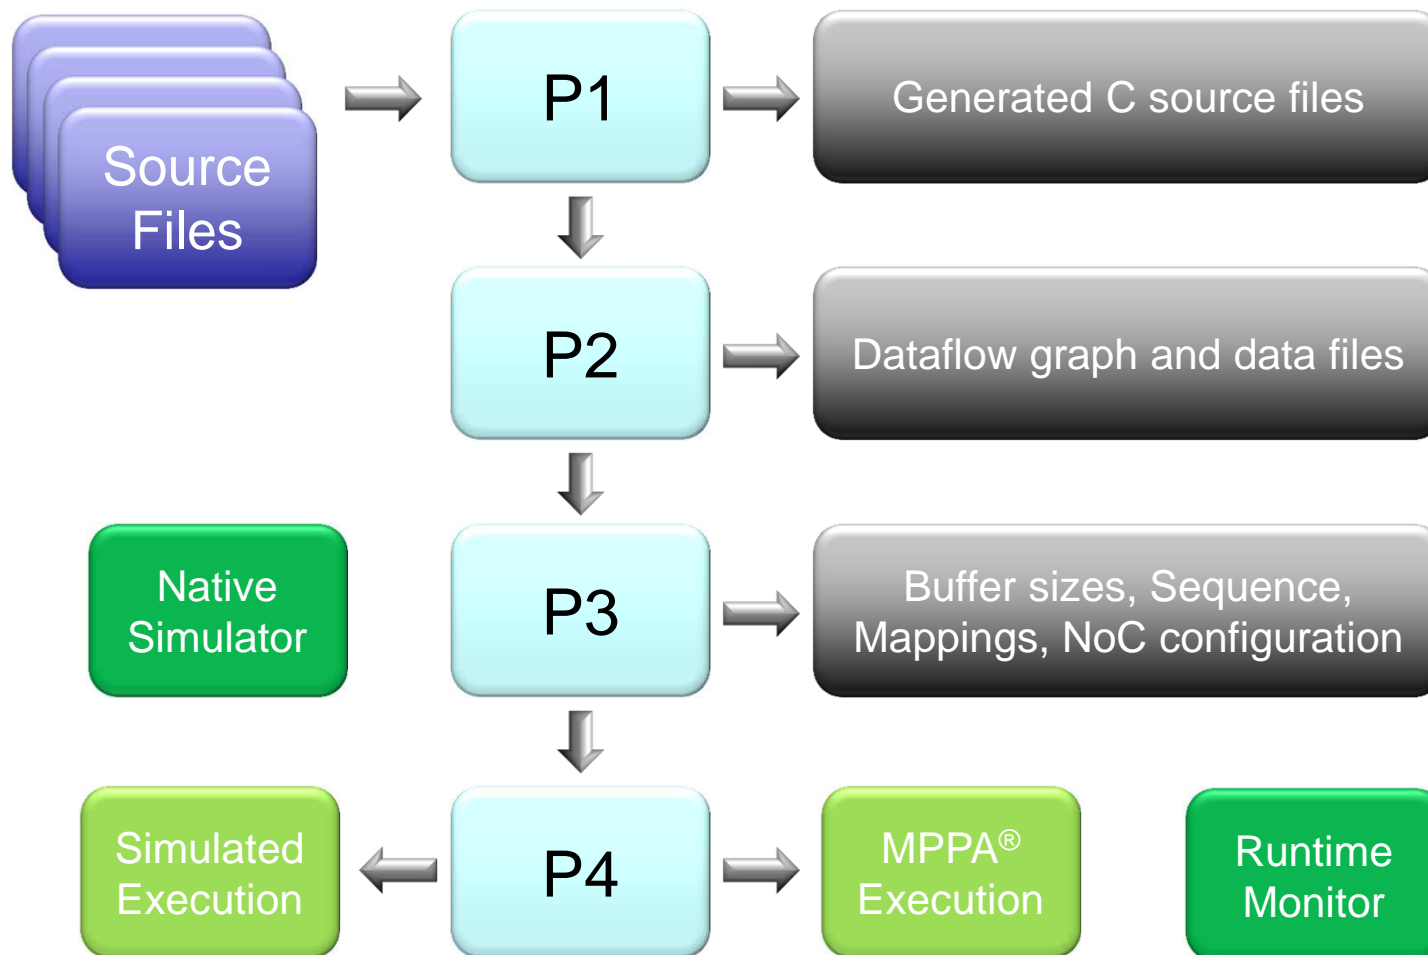 Source
Files
P1
Generated C source files
P2
Dataflow graph and data files
Native
Simulator
P3
Buffer sizes, Sequence,
Mappings, NoC configuration
Simulated
Execution
P4
MPPA®
Execution
Runtime
Monitor